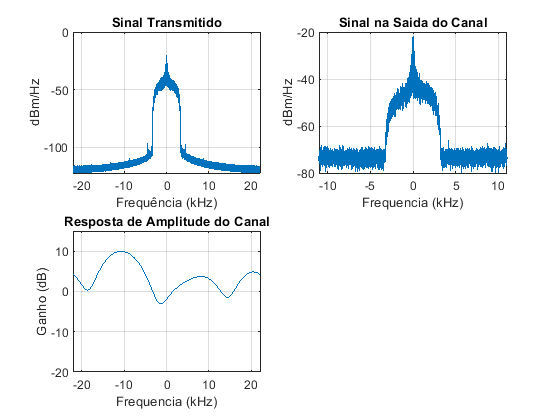 Sinal Transmitido
0
-50
-100
dBm/Hz
-20 -10 0 10 20
Frequência (kHz)
Sinal na Saida do Canal
-20
-40
-60
-80
dBm/Hz
-10 -5 0 5 10
Frequencia (kHz)
Resposta de Amplitude do Canal
10
0
-10
-20
Ganho (dB)
-20 -10 0 10 20
Frequencia (kHz)